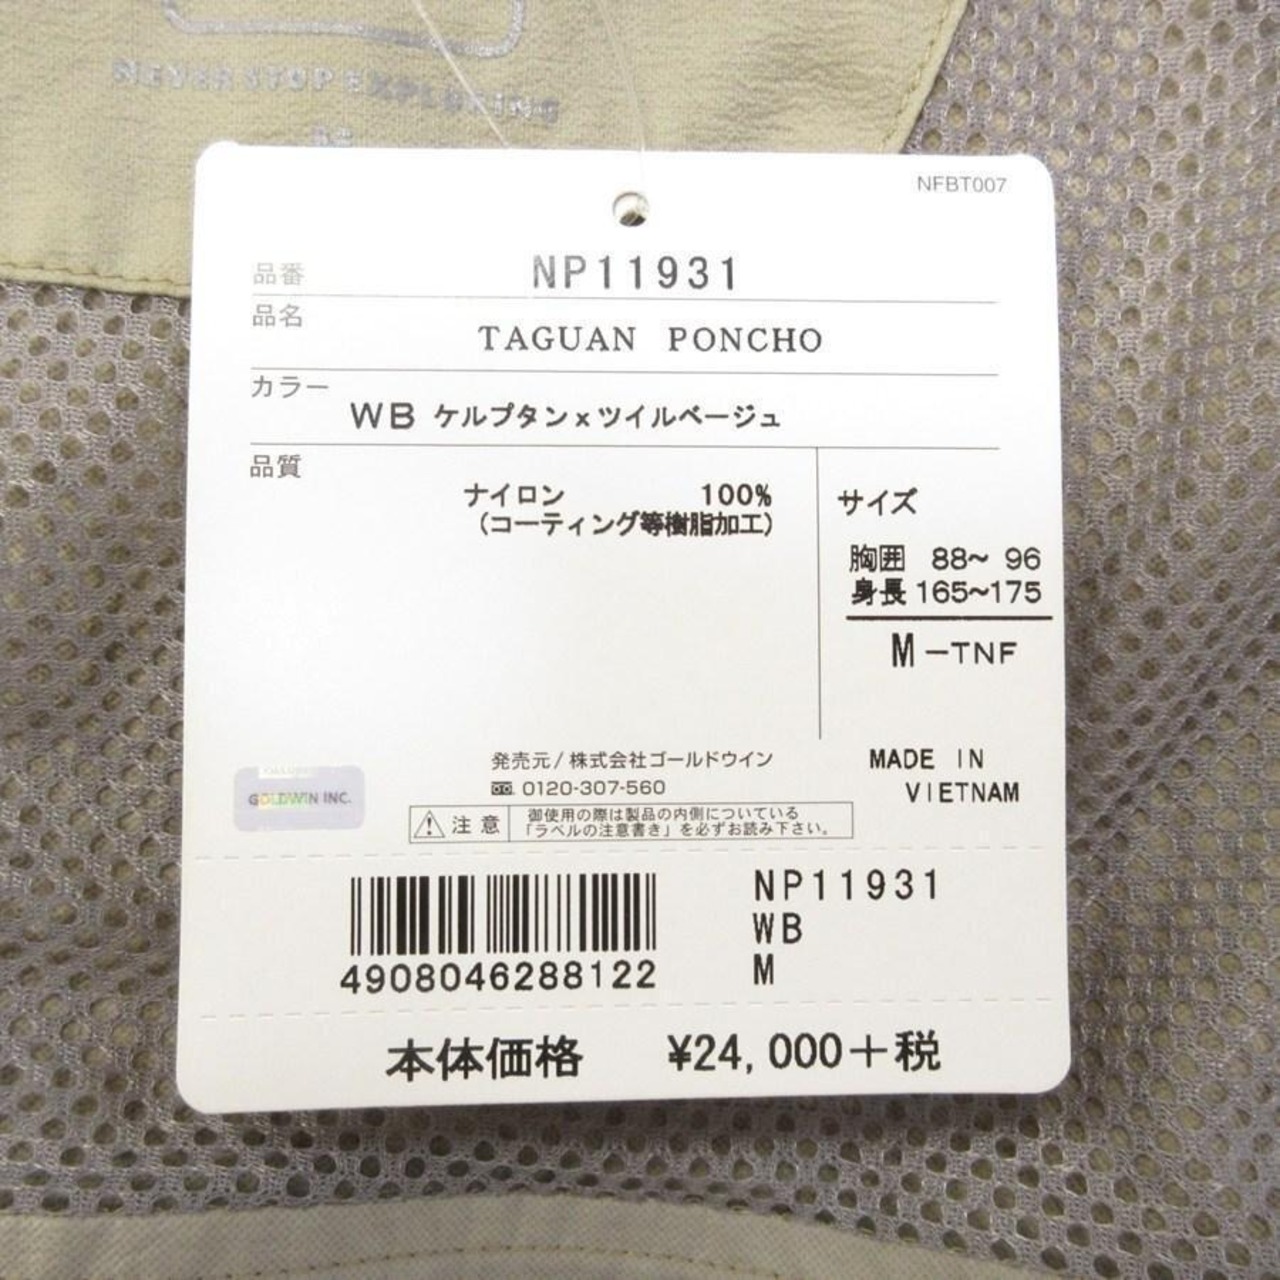 NEVER STOP EXPLORING
NFBT007
品番 NP11931
品名 TAGUAN PONCHO
カラー
WB ケルプタンxツイルベージュ
品質
ナイロン 100%
(コーティング等樹脂加工)
サイズ
胸囲 88~ 96
身長 165~175
M-TNF
発売元/株式会社ゴールドウイン
0120-307-560
MADE IN
VIETNAM
GOLDWIN INC.
注意
御使用の際は製品の内側についている
「ラベルの注意書き」を必ずお読み下さい。
4908046288122
NP11931
WB
M
本体価格 ¥24,000+税